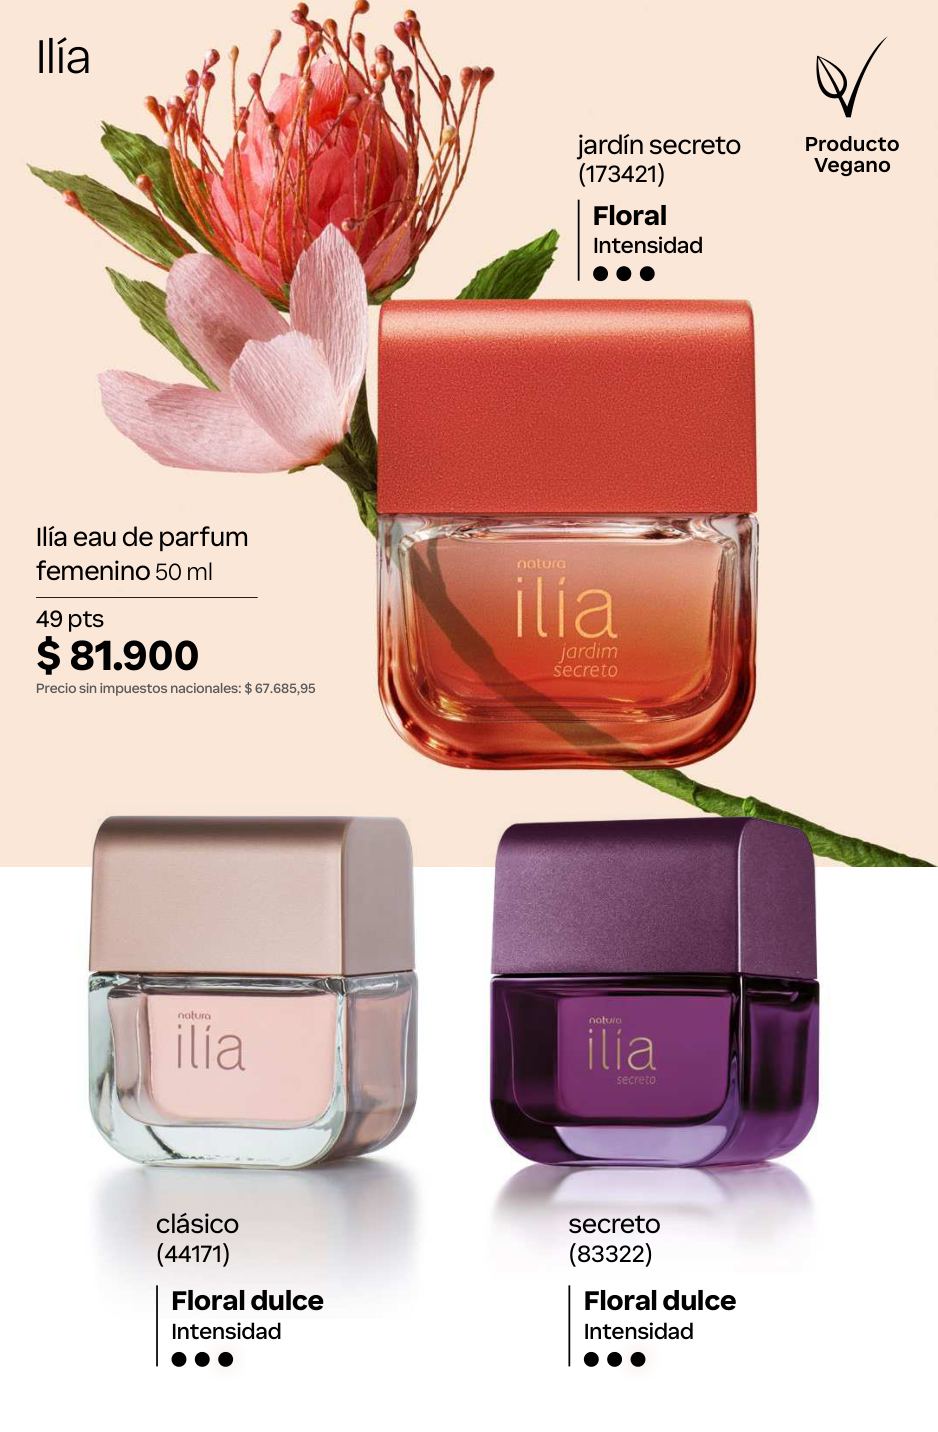 Ilía
Producto
Vegano
jardín secreto
(173421)
Floral
Intensidad
Ilía eau de parfum
femenino 50 ml
49 pts
$ 81.900
Precio sin impuestos nacionales: $ 67.685,95
natura
ilía
jardim
secreto
natura
ilía
natura
ilía
secreto
clásico
(44171)
Floral dulce
Intensidad
secreto
(83322)
Floral dulce
Intensidad